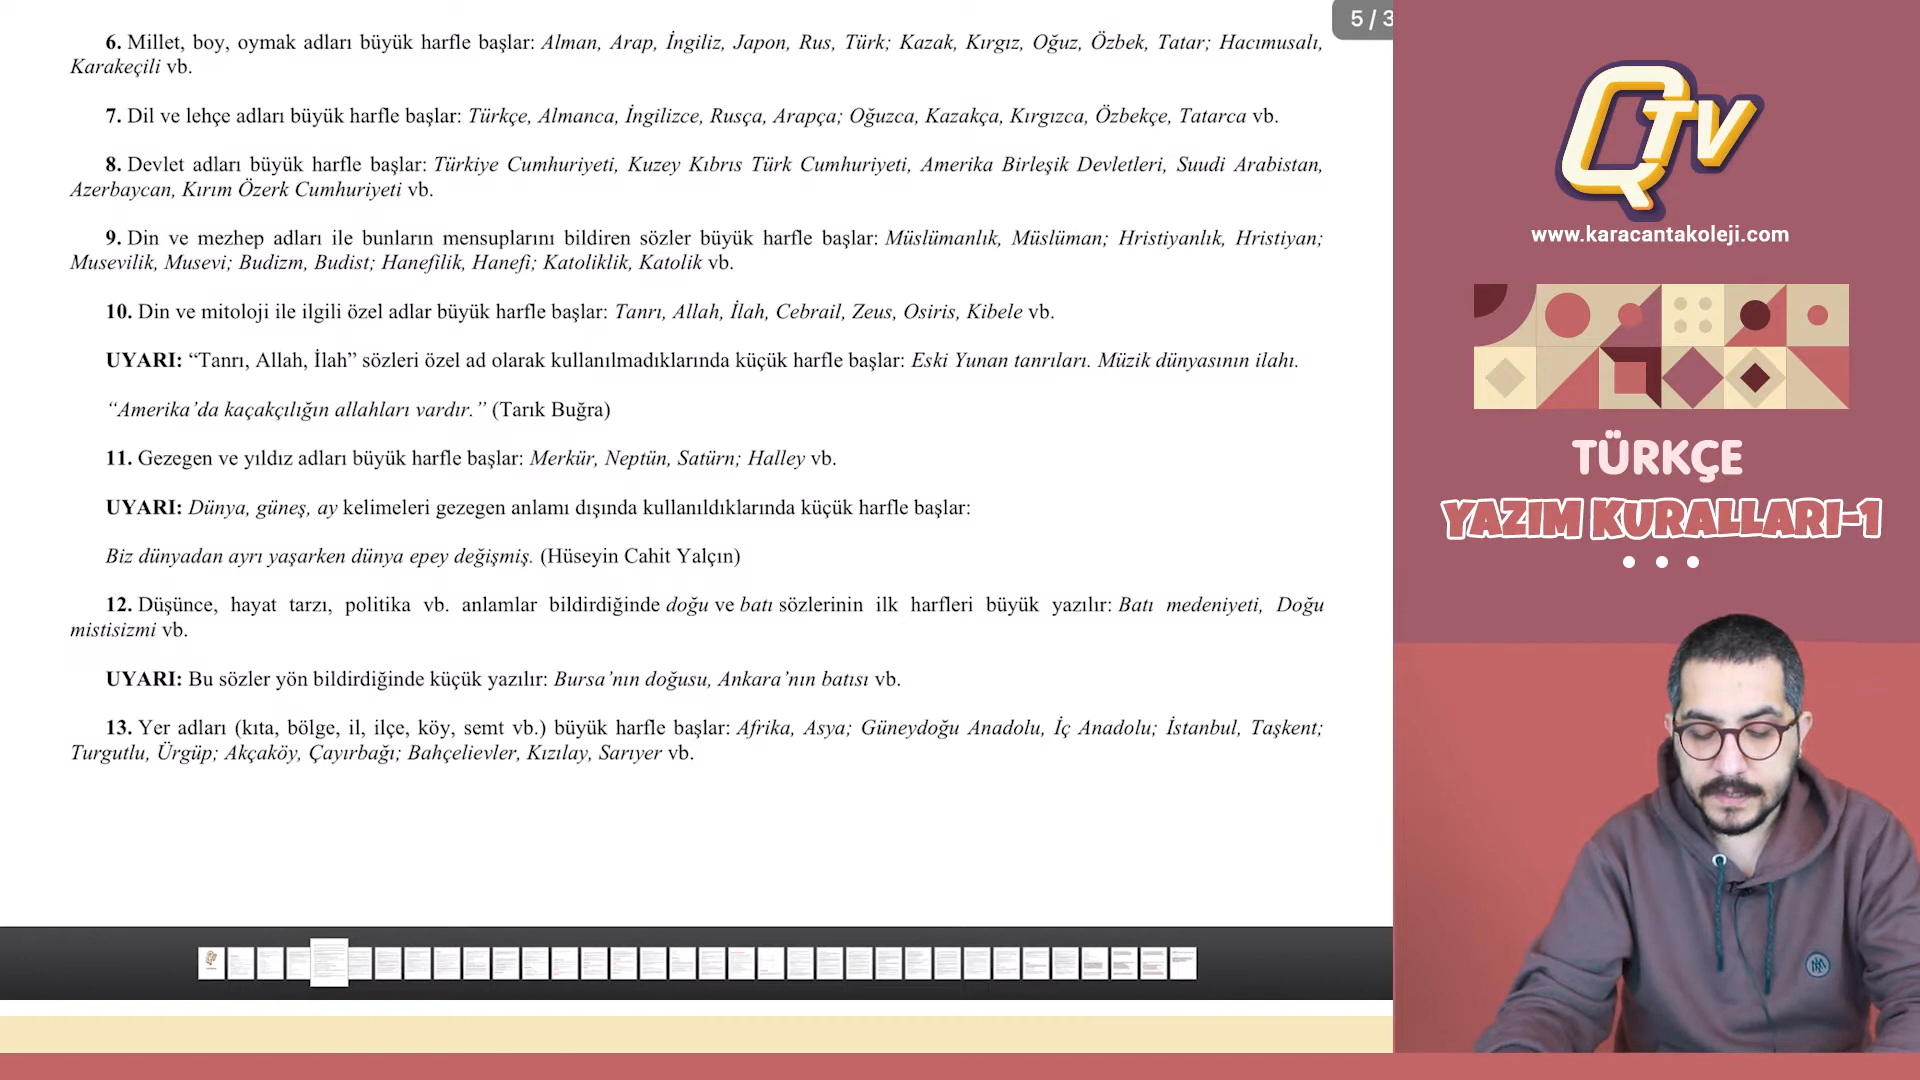 5 / 3
6. Millet, boy, oymak adları büyük harfle başlar: Alman, Arap, İngiliz, Japon, Rus, Türk; Kazak, Kırgız, Oğuz, Özbek, Tatar; Hacımusalı,
Karakeçili vb.
7. Dil ve lehçe adları büyük harfle başlar: Türkçe, Almanca, İngilizce, Rusça, Arapça; Oğuzca, Kazakça, Kırgızca, Özbekçe, Tatarca vb.
8. Devlet adları büyük harfle başlar: Türkiye Cumhuriyeti, Kuzey Kıbrıs Türk Cumhuriyeti, Amerika Birleşik Devletleri, Suudi Arabistan,
Azerbaycan, Kırım Özerk Cumhuriyeti vb.
9. Din ve mezhep adları ile bunların mensuplarını bildiren sözler büyük harfle başlar: Müslümanlık, Müslüman; Hristiyanlık, Hristiyan;
Musevilik, Musevi; Budizm, Budist; Hanefilik, Hanefi; Katoliklik, Katolik vb.
10. Din ve mitoloji ile ilgili özel adlar büyük harfle başlar: Tanrı, Allah, İlah, Cebrail, Zeus, Osiris, Kibele vb.
UYARI: “Tanrı, Allah, İlah” sözleri özel ad olarak kullanılmadıklarında küçük harfle başlar: Eski Yunan tanrıları. Müzik dünyasının ilahı.
“Amerika’da kaçakçılığın allahları vardır.” (Tarık Buğra)
11. Gezegen ve yıldız adları büyük harfle başlar: Merkür, Neptün, Satürn; Halley vb.
UYARI: Dünya, güneş, ay kelimeleri gezegen anlamı dışında kullanıldıklarında küçük harfle başlar:
Biz dünyadan ayrı yaşarken dünya epey değişmiş. (Hüseyin Cahit Yalçın)
12. Düşünce, hayat tarzı, politika vb. anlamlar bildirdiğinde doğu ve batı sözlerinin ilk harfleri büyük yazılır: Batı medeniyeti, Doğu
mistisizmi vb.
UYARI: Bu sözler yön bildirdiğinde küçük yazılır: Bursa’nın doğusu, Ankara’nın batısı vb.
13. Yer adları (kıta, bölge, il, ilçe, köy, semt vb.) büyük harfle başlar: Afrika, Asya; Güneydoğu Anadolu, İç Anadolu; İstanbul, Taşkent;
Turgutlu, Ürgüp; Akçaköy, Çayırbağı; Bahçelievler, Kızılay, Sarıyer vb.
QTV
www.karacantakoleji.com
TÜRKÇE
YAZIM KURALLARI-1